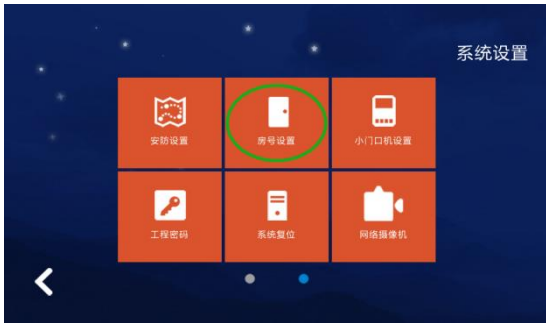 系统设置
安防设置
房号设置
小门口机设置
工程密码
系统复位
网络摄像机